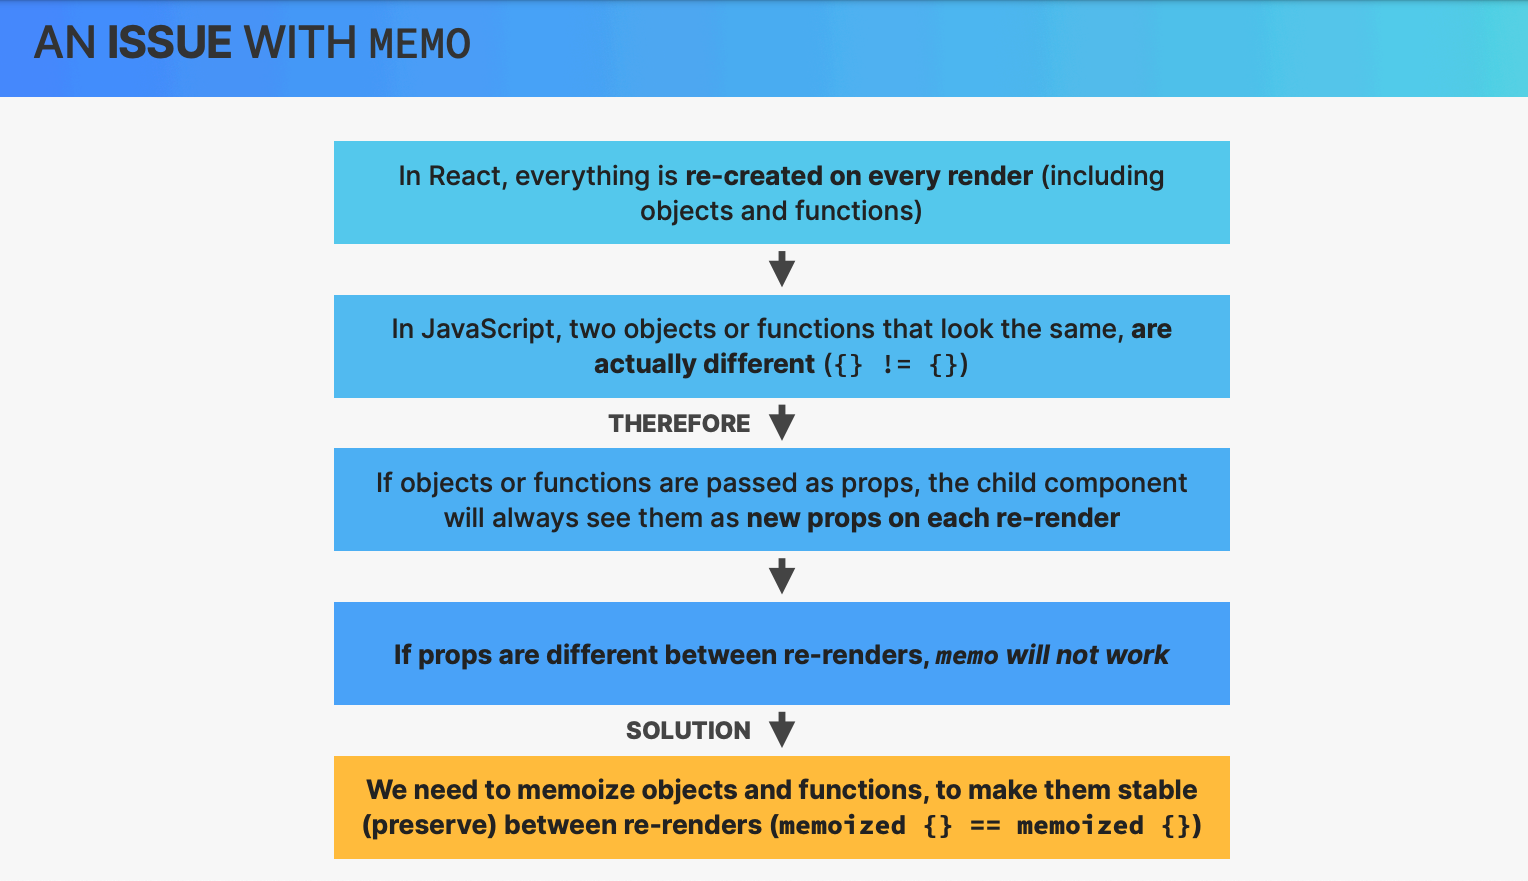 AN ISSUE WITH MEMO
In React, everything is re-created on every render (including
objects and functions)
In JavaScript, two objects or functions that look the same, are
actually different ({} != {})
THEREFORE
If objects or functions are passed as props, the child component
will always see them as new props on each re-render
If props are different between re-renders, memo will not work
SOLUTION
We need to memoize objects and functions, to make them stable
(preserve) between re-renders (memoized {} == memoized {})